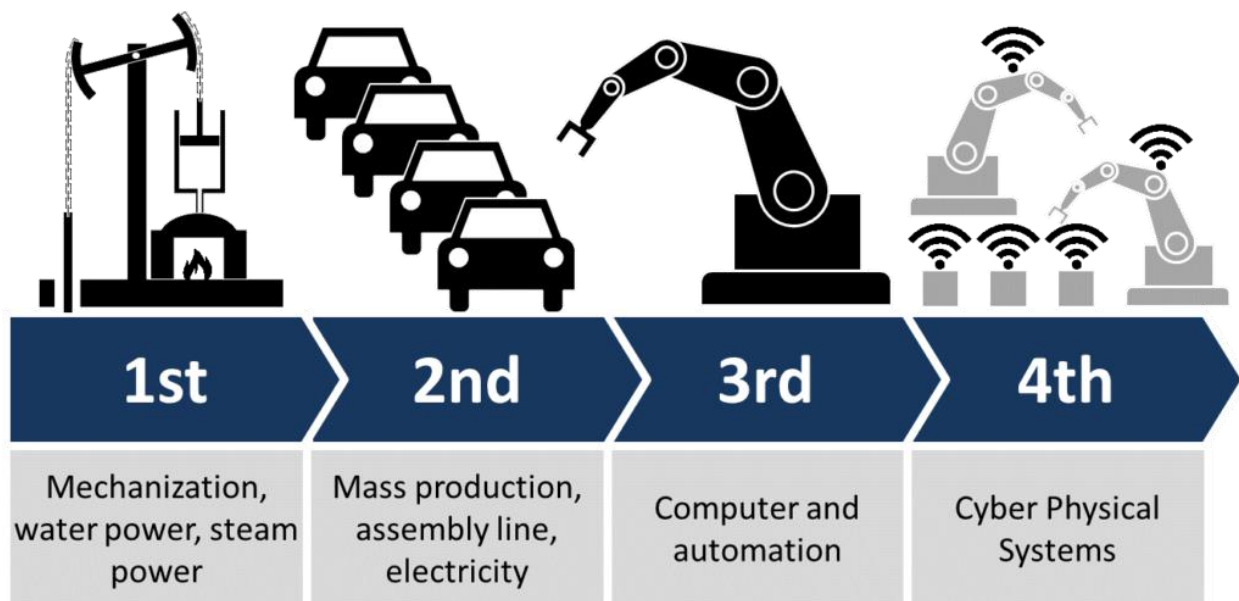 1st
2nd
3rd
4th
Mechanization,
water power, steam
power
Mass production,
assembly line,
electricity
Computer and
automation
Cyber Physical
Systems